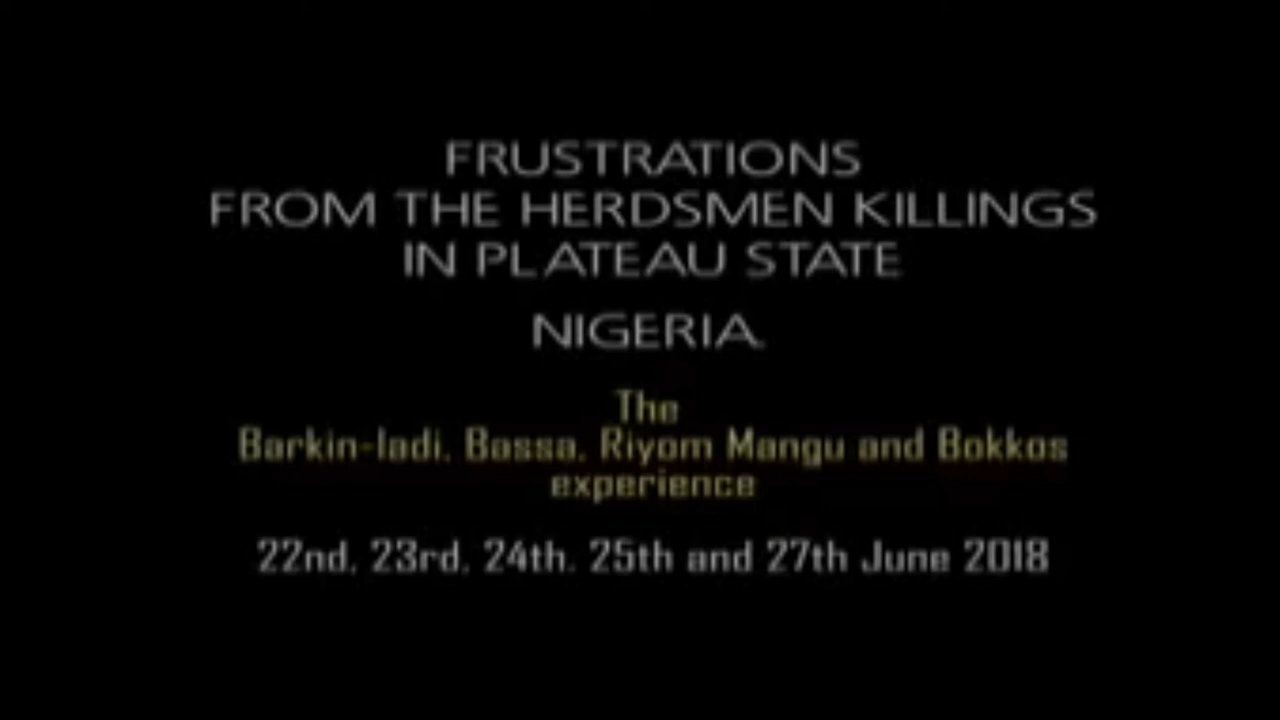 FRUSTRATIONS
FROM THE HERDSMEN KILLINGS
IN PLATEAU STATE
NIGERIA.
The
Barkin-ladi, Bassa, Riyom Mangu and Bokkos
experience
22nd, 23rd, 24th, 25th and 27th June 2018